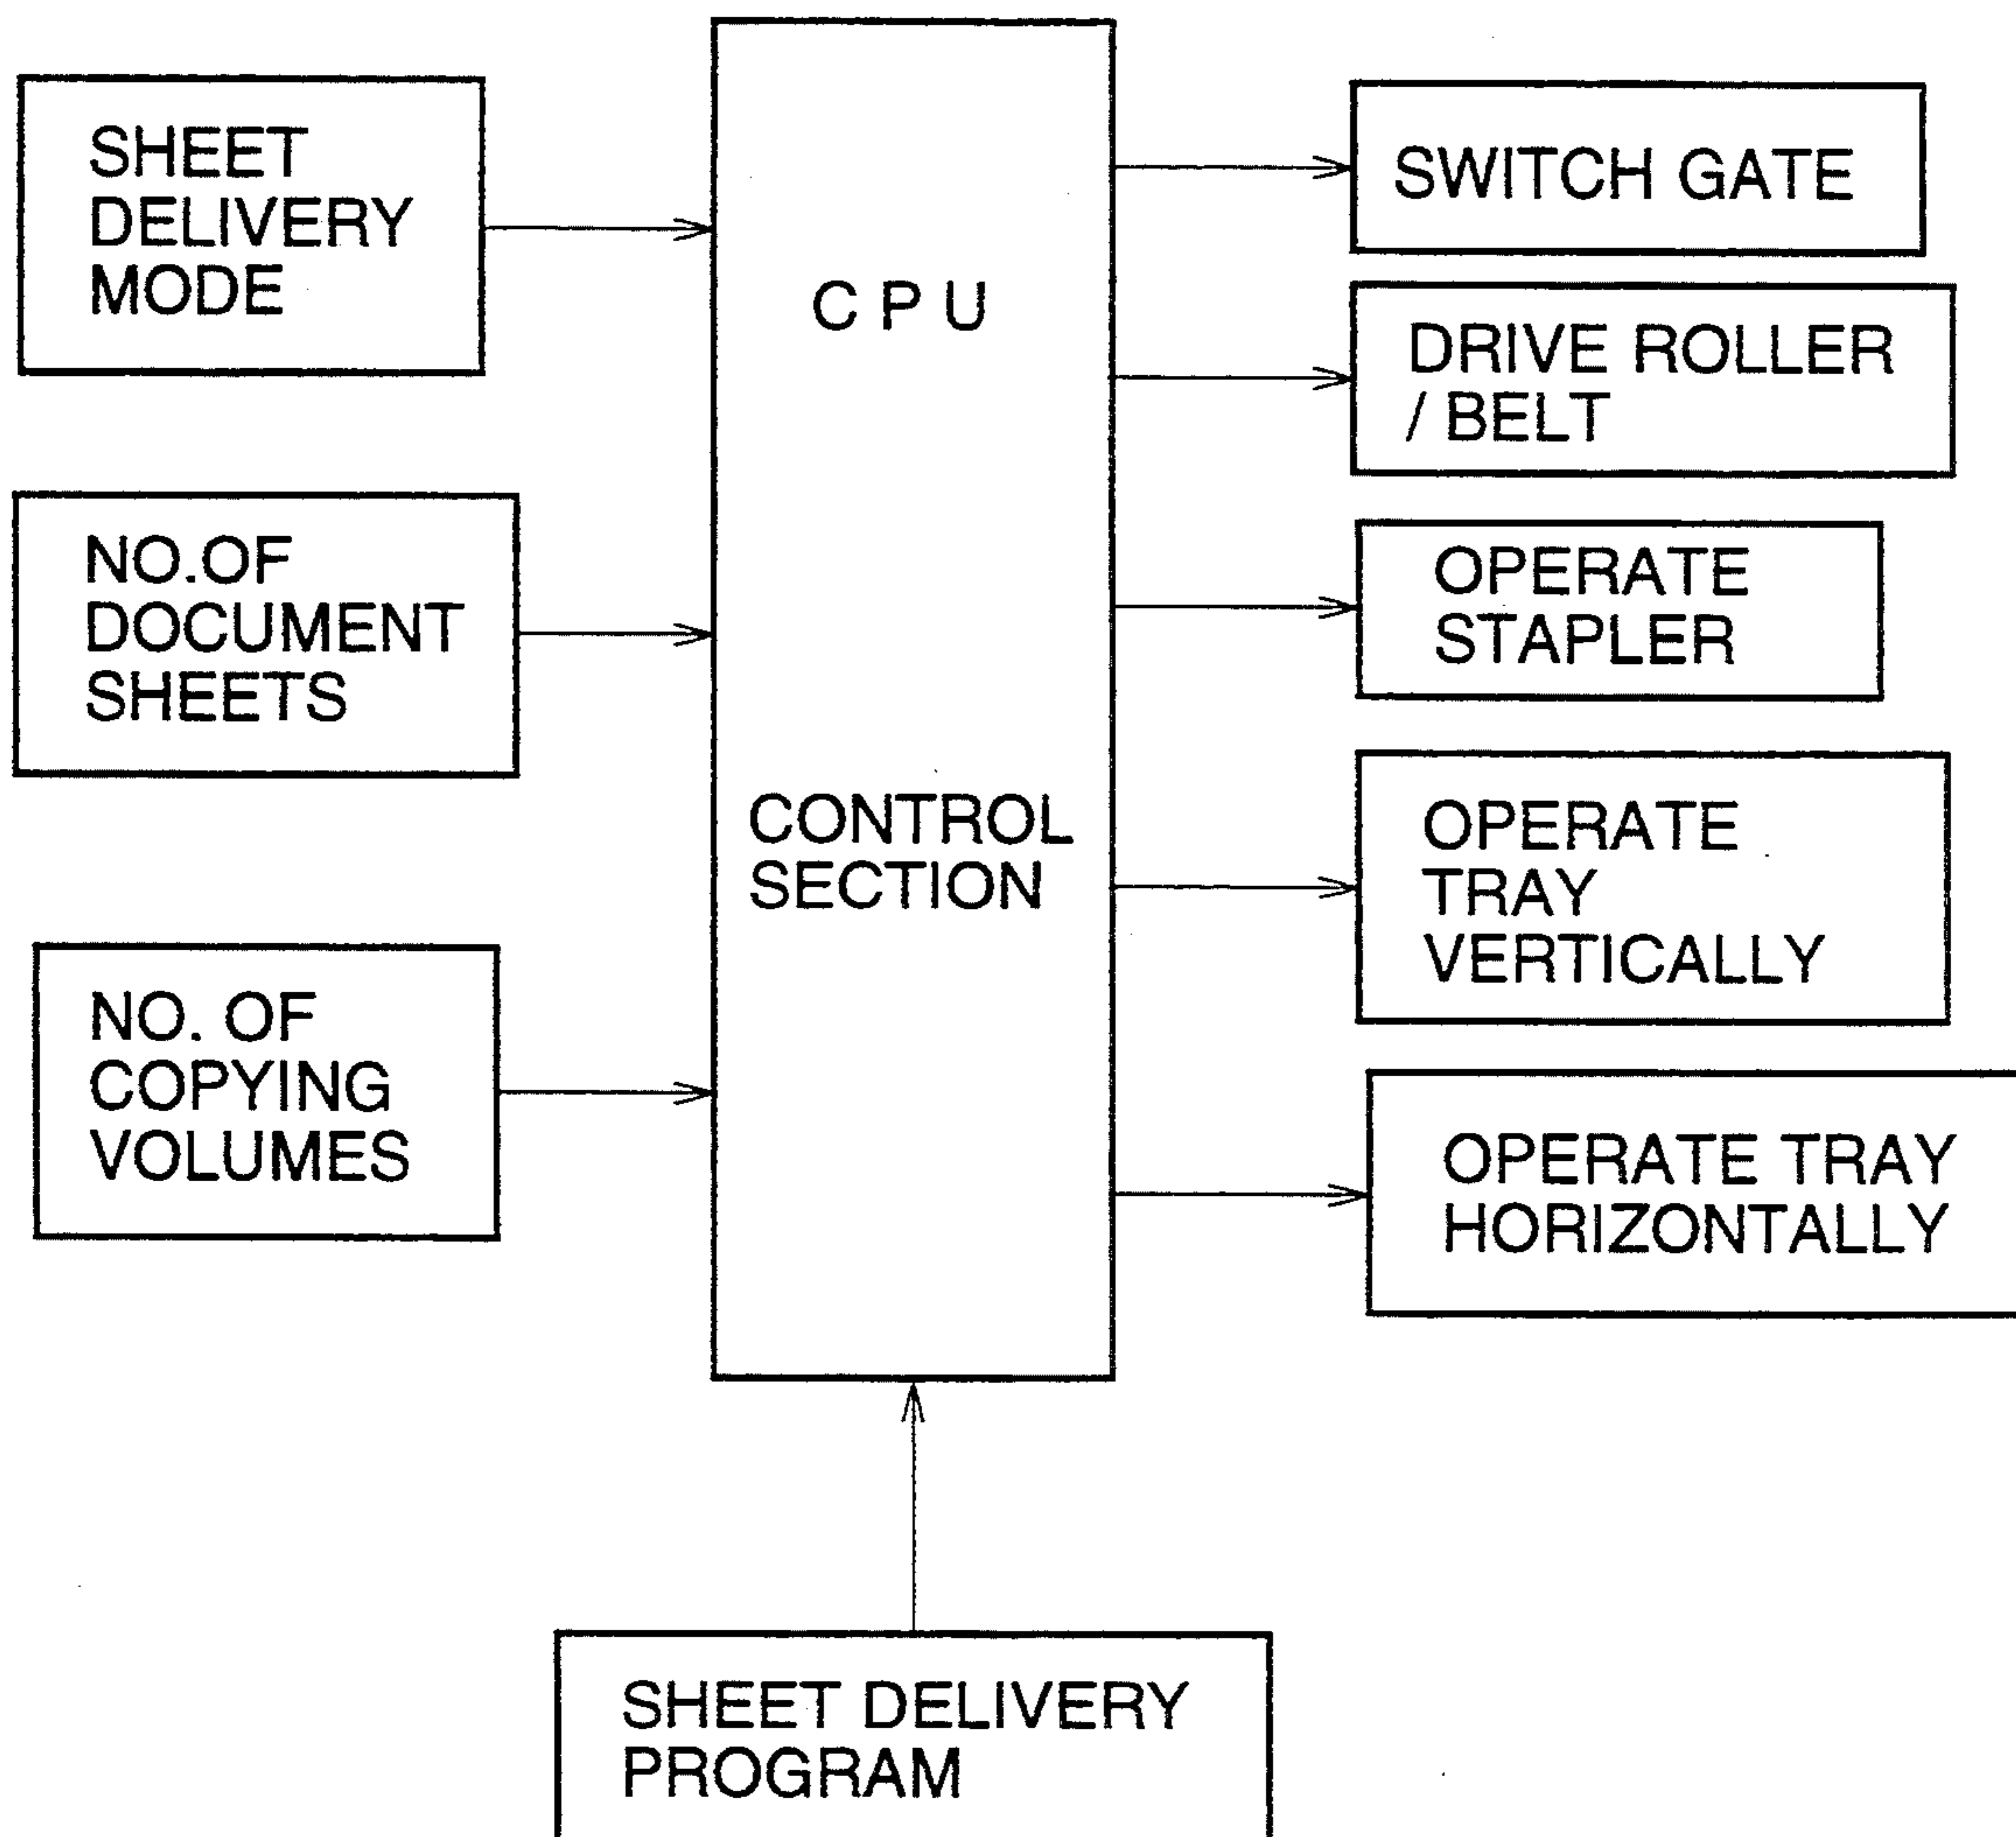 SHEET
DELIVERY
MODE
NO.OF
DOCUMENT
SHEETS
NO. OF
COPYING
VOLUMES
C P U
CONTROL
SECTION
SWITCH GATE
DRIVE ROLLER
/ BELT
OPERATE
STAPLER
OPERATE
TRAY
VERTICALLY
OPERATE TRAY
HORIZONTALLY
SHEET DELIVERY
PROGRAM